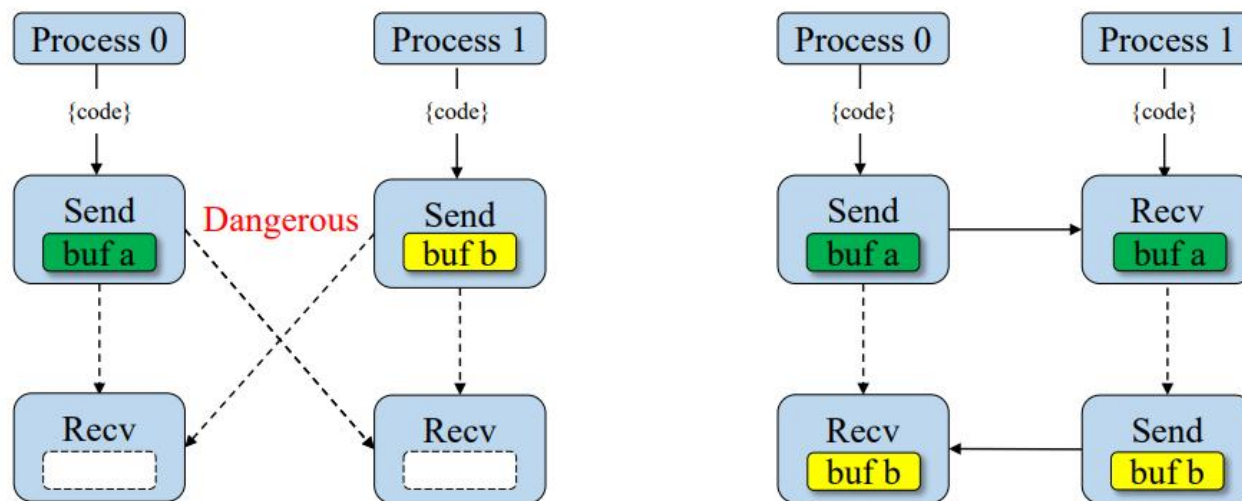 Process 0
Process 1
{code}
{code}
Send
buf a
Dangerous
Send
buf b
Recv
Recv
Process 0
Process 1
{code}
{code}
Send
buf a
Recv
buf a
Recv
buf b
Send
buf b